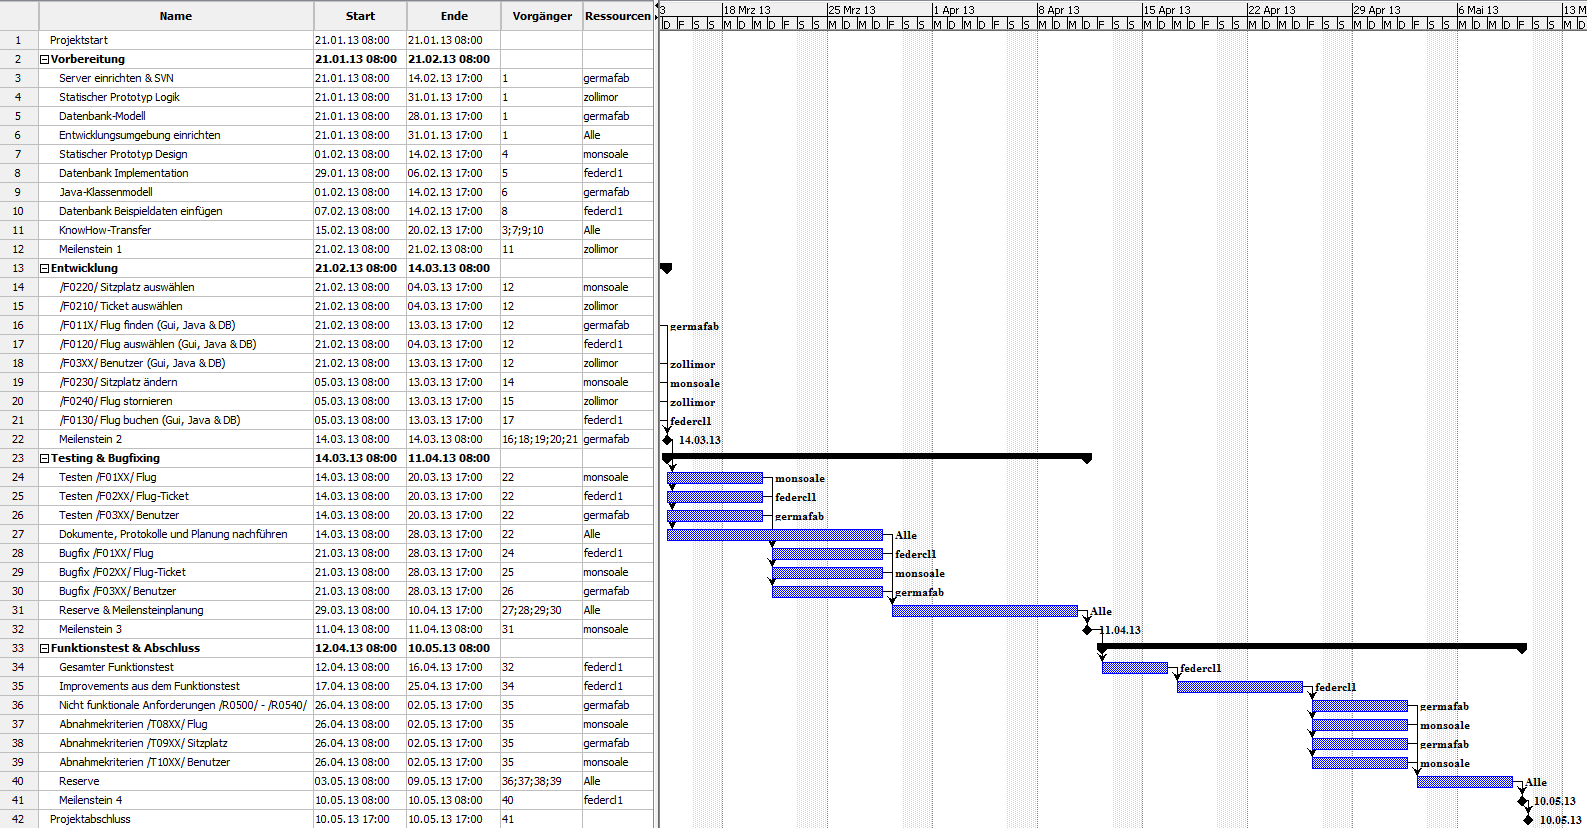 Name Start Ende Vorgänger Ressourcen
3 18 Mrz 13 25 Mrz 13 1 Apr 13 8 Apr 13 15 Apr 13 22 Apr 13 29 Apr 13 6 Mai 13 13 M
D F S S M D M D F S S M D M D F S S M D M D F S S M D M D F S S M D M D F S S M D M D F S S M D M D F S S M D M D F S S M D
1 Projektstart 21.01.13 08:00 21.01.13 08:00
2 Vorbereitung 21.01.13 08:00 21.02.13 08:00
3 Server einrichten & SVN 21.01.13 08:00 14.02.13 17:00 1 germafab
4 Statischer Prototyp Logik 21.01.13 08:00 31.01.13 17:00 1 zollimor
5 Datenbank-Modell 21.01.13 08:00 28.01.13 17:00 1 germafab
6 Entwicklungsumgebung einrichten 21.01.13 08:00 31.01.13 17:00 1 Alle
7 Statischer Prototyp Design 01.02.13 08:00 14.02.13 17:00 4 monsoale
8 Datenbank Implementation 29.01.13 08:00 06.02.13 17:00 5 federcl1
9 Java-Klassenmodell 01.02.13 08:00 14.02.13 17:00 6 germafab
10 Datenbank Beispieldaten einfügen 07.02.13 08:00 14.02.13 17:00 8 federcl1
11 KnowHow-Transfer 15.02.13 08:00 20.02.13 17:00 3;7;9;10 Alle
12 Meilenstein 1 21.02.13 08:00 21.02.13 08:00 11 zollimor
13 Entwicklung 21.02.13 08:00 14.03.13 08:00
14 /F0220/ Sitzplatz auswählen 21.02.13 08:00 04.03.13 17:00 12 monsoale
15 /F0210/ Ticket auswählen 21.02.13 08:00 04.03.13 17:00 12 zollimor
16 /F011X/ Flug finden (Gui, Java & DB) 21.02.13 08:00 13.03.13 17:00 12 germafab germafab
17 /F0120/ Flug auswählen (Gui, Java & DB) 21.02.13 08:00 04.03.13 17:00 12 federcl1
18 /F03XX/ Benutzer (Gui, Java & DB) 21.02.13 08:00 13.03.13 17:00 12 zollimor zollimor
19 /F0230/ Sitzplatz ändern 05.03.13 08:00 13.03.13 17:00 14 monsoale monsoale
20 /F0240/ Flug stornieren 05.03.13 08:00 13.03.13 17:00 15 zollimor zollimor
21 /F0130/ Flug buchen (Gui, Java & DB) 05.03.13 08:00 13.03.13 17:00 17 federcl1 federcl1
22 Meilenstein 2 14.03.13 08:00 14.03.13 08:00 16;18;19;20;21 germafab 14.03.13
23 Testing & Bugfixing 14.03.13 08:00 11.04.13 08:00
24 Testen /F01XX/ Flug 14.03.13 08:00 20.03.13 17:00 22 monsoale monsoale
25 Testen /F02XX/ Flug-Ticket 14.03.13 08:00 20.03.13 17:00 22 federcl1 federcl1
26 Testen /F03XX/ Benutzer 14.03.13 08:00 20.03.13 17:00 22 germafab germafab
27 Dokumente, Protokolle und Planung nachführen 14.03.13 08:00 28.03.13 17:00 22 Alle Alle
28 Bugfix /F01XX/ Flug 21.03.13 08:00 28.03.13 17:00 24 federcl1 federcl1
29 Bugfix /F02XX/ Flug-Ticket 21.03.13 08:00 28.03.13 17:00 25 monsoale monsoale
30 Bugfix /F03XX/ Benutzer 21.03.13 08:00 28.03.13 17:00 26 germafab germafab
31 Reserve & Meilensteinplanung 29.03.13 08:00 10.04.13 17:00 27;28;29;30 Alle Alle
32 Meilenstein 3 11.04.13 08:00 11.04.13 08:00 31 monsoale 11.04.13
33 Funktionstest & Abschluss 12.04.13 08:00 10.05.13 08:00
34 Gesamter Funktionstest 12.04.13 08:00 16.04.13 17:00 32 federcl1 federcl1
35 Improvements aus dem Funktionstest 17.04.13 08:00 25.04.13 17:00 34 federcl1 federcl1
36 Nicht funktionale Anforderungen /R0500/ - /R0540/ 26.04.13 08:00 02.05.13 17:00 35 germafab germafab
37 Abnahmekriterien /T08XX/ Flug 26.04.13 08:00 02.05.13 17:00 35 monsoale monsoale
38 Abnahmekriterien /T09XX/ Sitzplatz 26.04.13 08:00 02.05.13 17:00 35 germafab germafab
39 Abnahmekriterien /T10XX/ Benutzer 26.04.13 08:00 02.05.13 17:00 35 monsoale monsoale
40 Reserve 03.05.13 08:00 09.05.13 17:00 36;37;38;39 Alle Alle
41 Meilenstein 4 10.05.13 08:00 10.05.13 08:00 40 federcl1 10.05.13
42 Projektabschluss 10.05.13 17:00 10.05.13 17:00 41 10.05.13